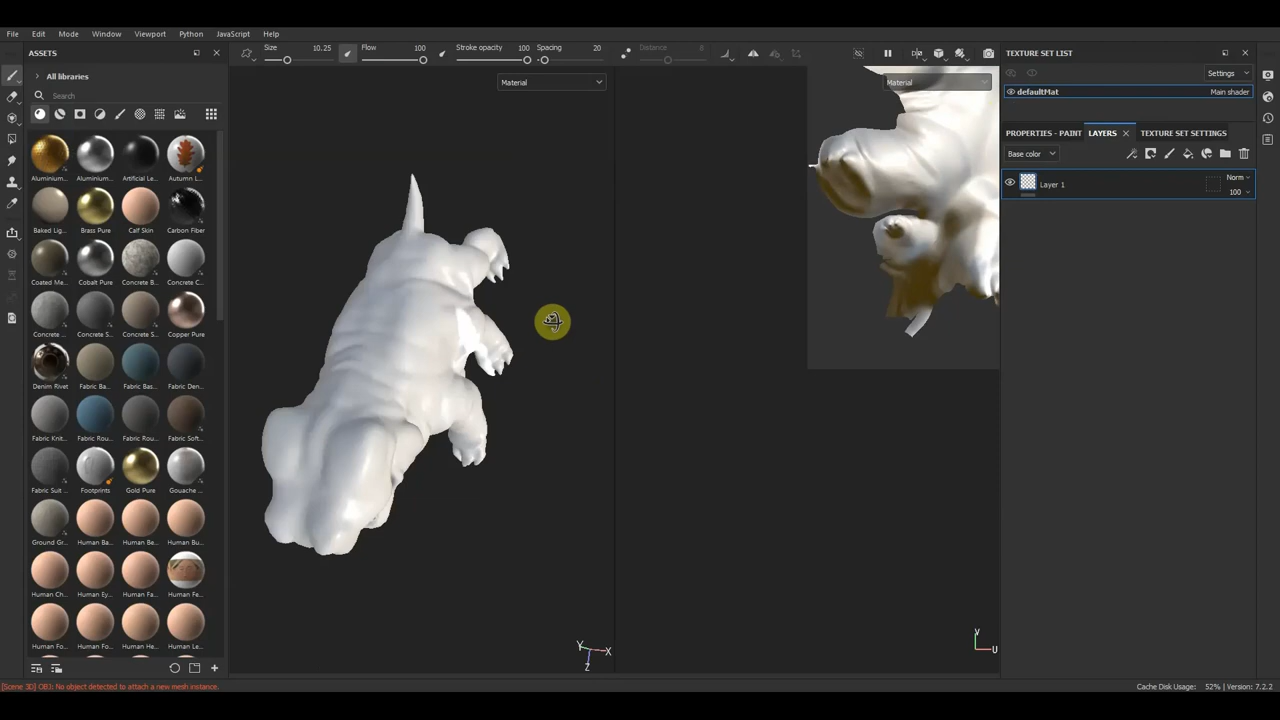 File Edit Mode Window Viewport Python JavaScript Help
ASSETS
Size 10.25 Flow 100 Stroke opacity 100 Spacing 20 Distance 8
TEXTURE SET LIST
All libraries
Search
Material
Material
Settings
defaultMat Main shader
PROPERTIES - PAINT LAYERS TEXTURE SET SETTINGS
Base color
Layer 1 Norm
100
Aluminium... Aluminium... Artificial Le... Autumn L...
Baked Lig... Brass Pure Calf Skin Carbon Fiber
Coated Me... Cobalt Pure Concrete B... Concrete C...
Concrete ... Concrete S... Concrete S... Copper Pure
Denim Rivet Fabric Ba... Fabric Bas... Fabric Den...
Fabric Knit... Fabric Rou... Fabric Rou... Fabric Soft...
Fabric Suit ... Footprints Gold Pure Gouache ...
Ground Gr... Human Ba... Human Be... Human Bu...
Human Ch... Human Ey... Human Fa... Human Fe...
Human Fo... Human Fo... Human He... Human Le...
Y X
Z
V
U
[Scene 3D] OBJ: No object detected to attach a new mesh instance.
Cache Disk Usage: 52% | Version: 7.2.2